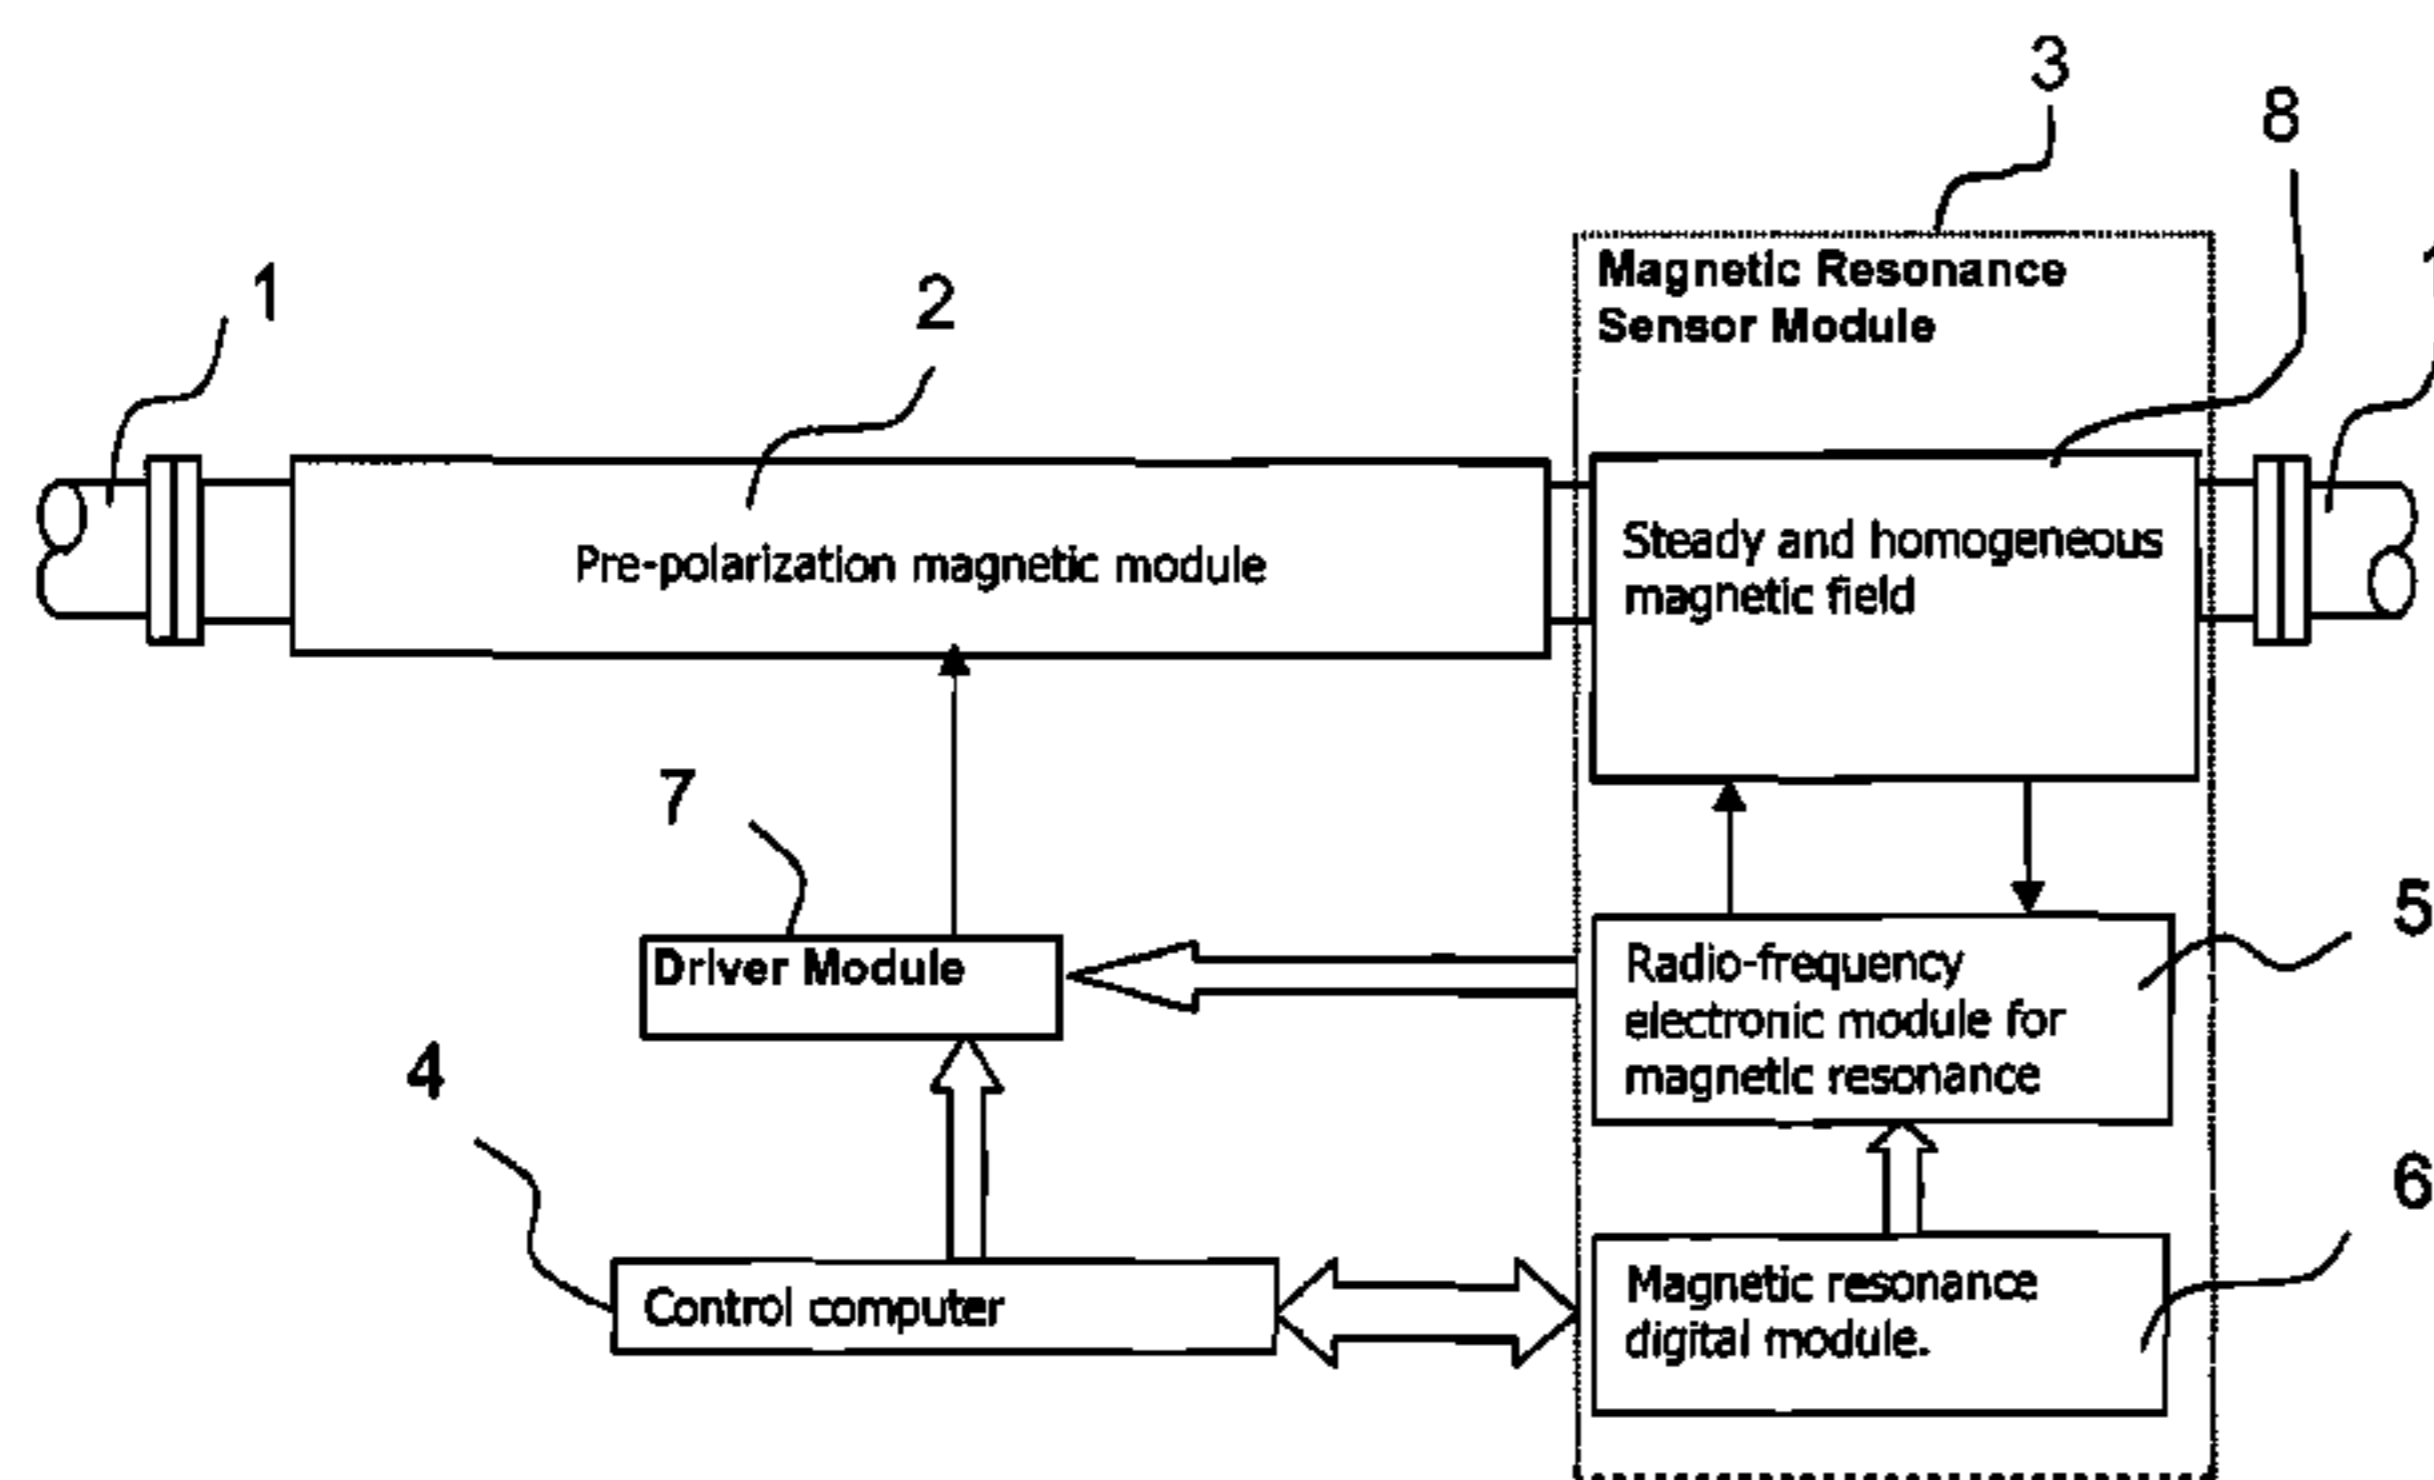 3
8
Magnetic Resonance
Sensor Module
1
2
1
Steady and homogeneous
magnetic field
Pre-polarization magnetic module
7
5
Driver Module
Radio-frequency
electronic module for
magnetic resonance
4
6
Control computer
Magnetic resonance
digital module.